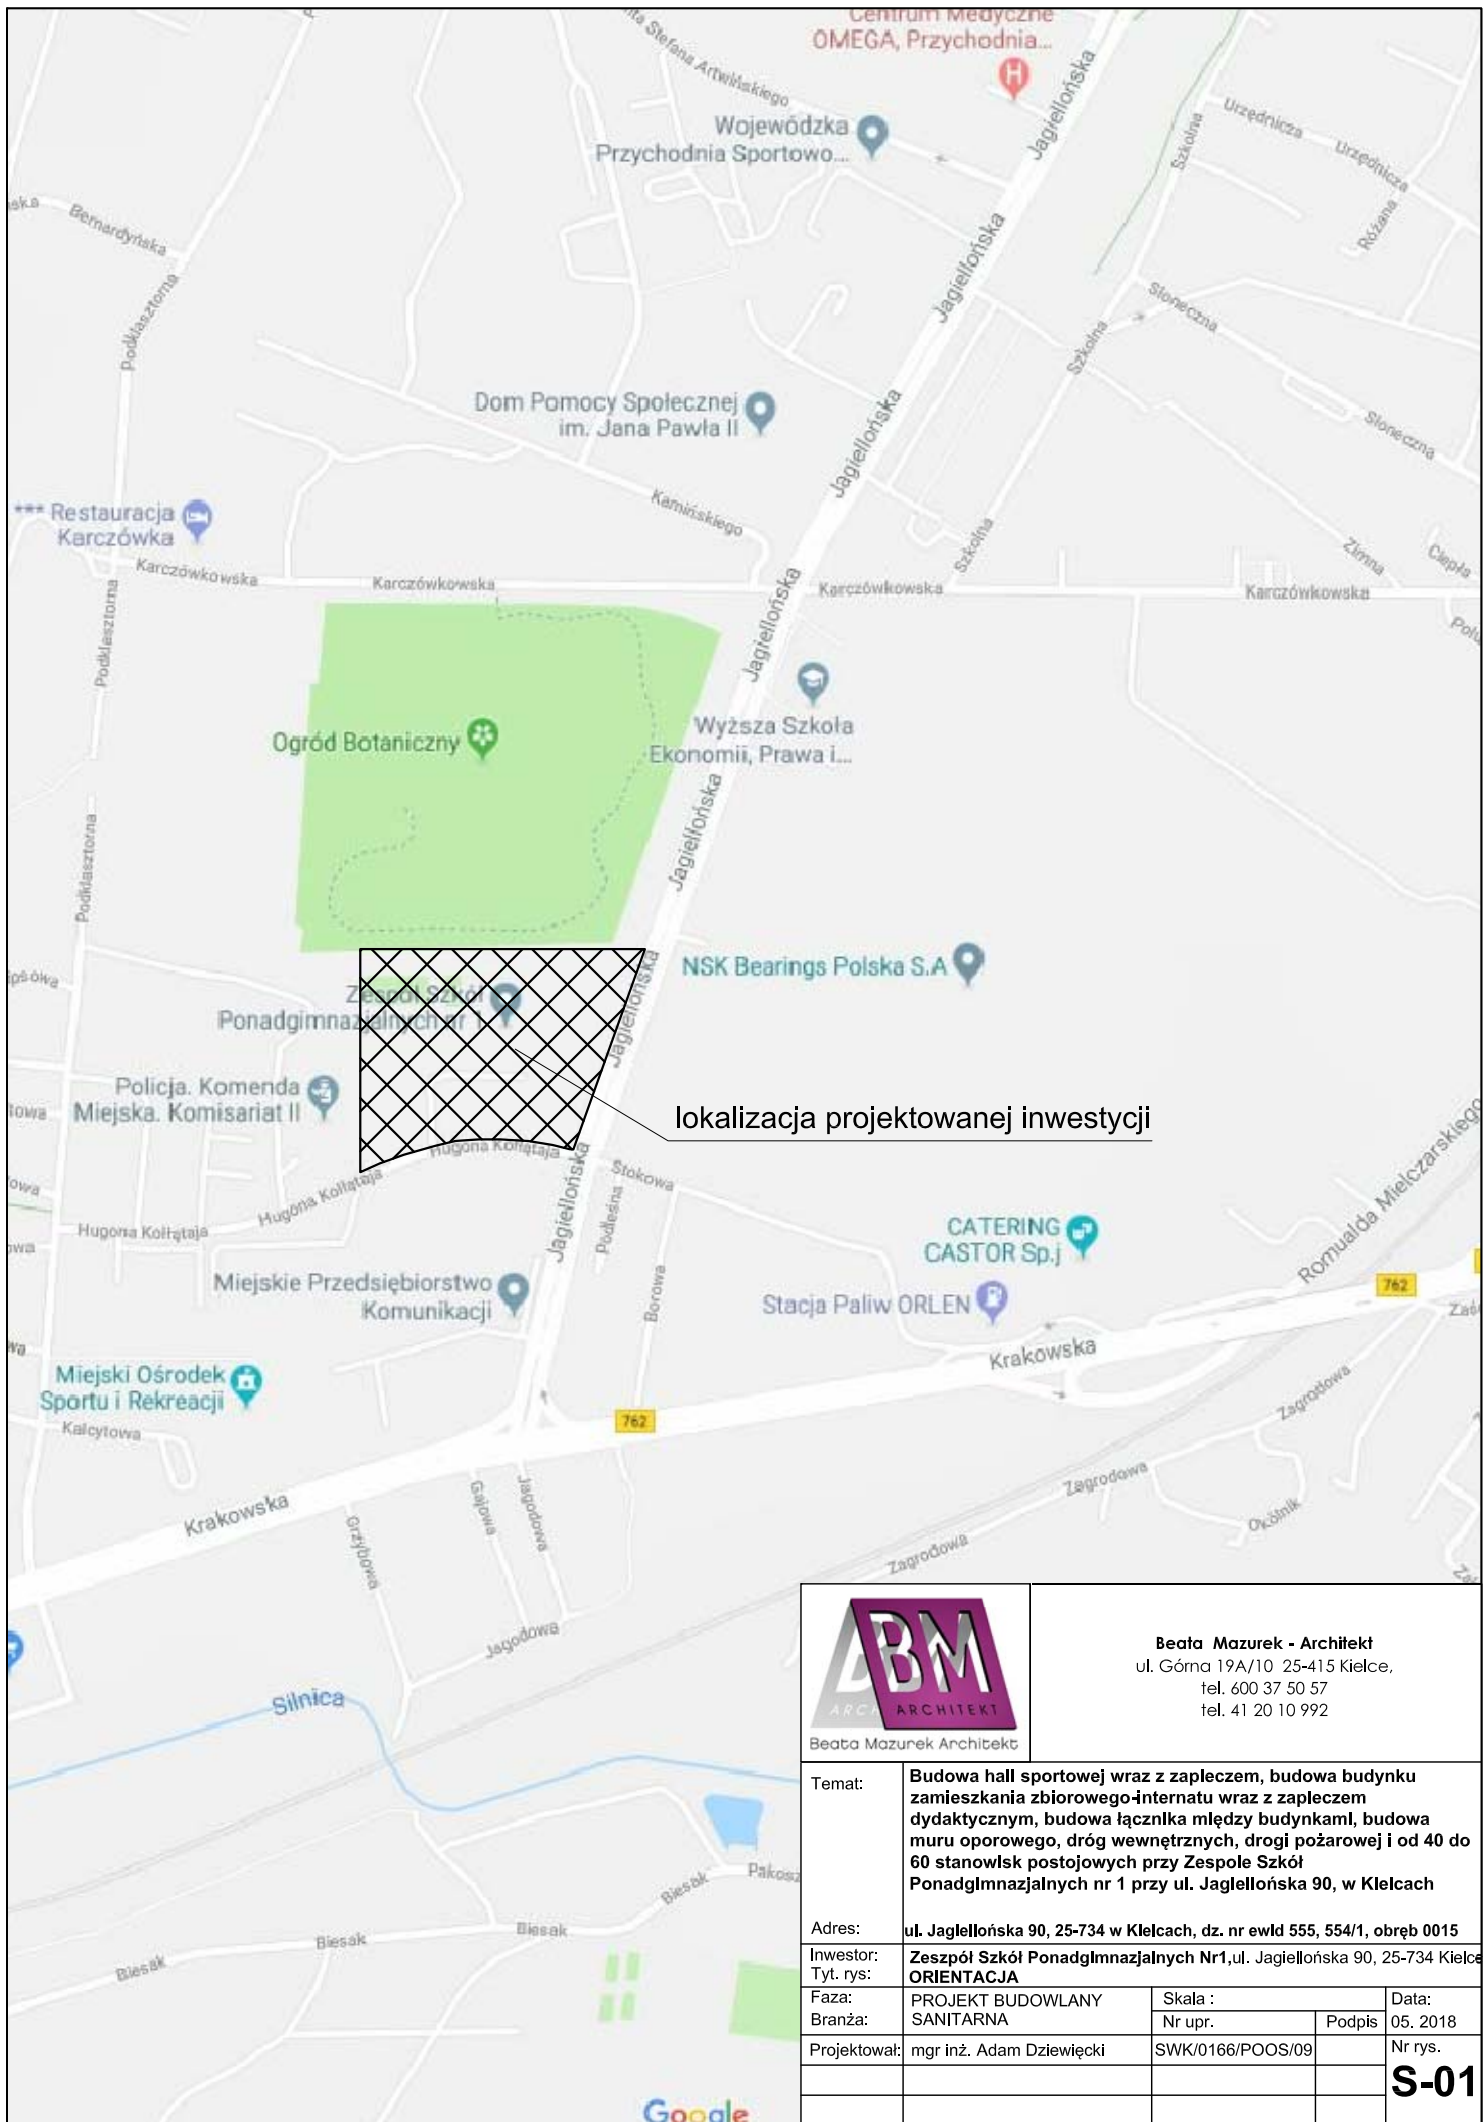 Centrum Medyczne
OMEGA, Przychodnia...
H
Stefana Artwińskiego
Jagiellońska
Wojewódzka
Przychodnia Sportowo...
Szkolna
Urzędnicza
Urzędnicza
Różana
Bernardyńska
Podklasztorna
Jagiellońska
Słoneczna
Szkolna
Dom Pomocy Społecznej
im. Jana Pawła II
Jagiellońska
Słoneczna
*** Restauracja
Karczówka
Kamińskiego
Szkolna
Zimna
Ciepła
Karczówkowska
Karczówkowska
Karczówkowska
Karczówkowska
Podklasztorna
Jagiellońska
Wyższa Szkoła
Ekonomii, Prawa i...
Ogród Botaniczny
Jagiellońska
Podklasztorna
NSK Bearings Polska S.A
Zespół Szkół
Ponadgimnazjalnych nr 1
Jagiellońska
Policja. Komenda
Miejska. Komisariat II
lokalizacja projektowanej inwestycji
Hugona Kołłątaja
Stokowa
Hugona Kołłątaja
Hugona Kołłątaja
Jagiellońska
Podleśna
Borowa
Romualda Mielczarskiego
CATERING
CASTOR Sp.j
Miejskie Przedsiębiorstwo
Komunikacji
Stacja Paliw ORLEN
762
Krakowska
Miejski Ośrodek
Sportu i Rekreacji
Kalcytowa
762
Zagrodowa
Zagrodowa
Krakowska
Gajowa
Jagodowa
Grzybowa
Okólnik
Zagrodowa
Jagodowa
Silnica
Biesak
Pakosz
Biesak
Biesak
Biesak
Google
BM
ARCHITEKT
Beata Mazurek Architekt
Beata Mazurek - Architekt
ul. Górna 19A/10 25-415 Kielce,
tel. 600 37 50 57
tel. 41 20 10 992
Temat: Budowa hali sportowej wraz z zapleczem, budowa budynku
zamieszkania zbiorowego-internatu wraz z zapleczem
dydaktycznym, budowa łącznika między budynkami, budowa
muru oporowego, dróg wewnętrznych, drogi pożarowej i od 40 do
60 stanowisk postojowych przy Zespole Szkół
Ponadgimnazjalnych nr 1 przy ul. Jagiellońska 90, w Kielcach
Adres: ul. Jagiellońska 90, 25-734 w Kielcach, dz. nr ewid 555, 554/1, obręb 0015
Inwestor: Zeszpół Szkół Ponadgimnazjalnych Nr1,ul. Jagiellońska 90, 25-734 Kielce
Tyt. rys: ORIENTACJA
Faza: PROJEKT BUDOWLANY Skala : Data:
Branża: SANITARNA Nr upr. Podpis 05. 2018
Projektował: mgr inż. Adam Dziewięcki SWK/0166/POOS/09 Nr rys.
S-01